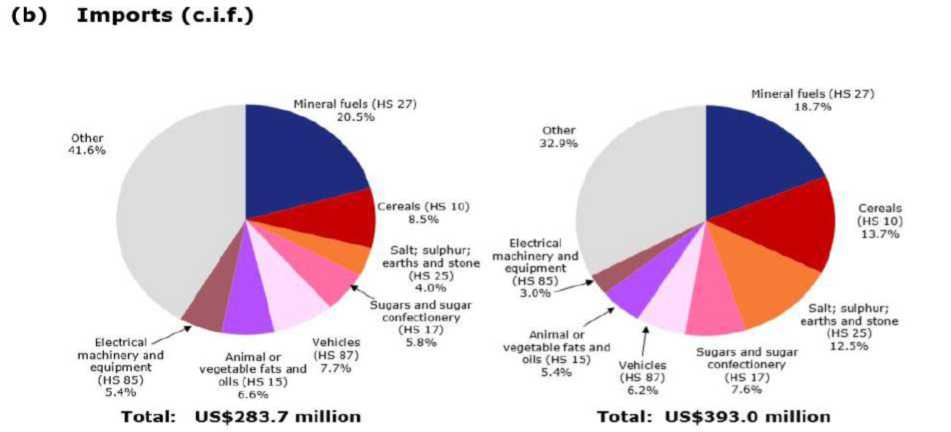 (b) Imports (c.i.f.)
Mineral fuels (HS 27)
20.5%
Cereals (HS 10)
8.5%
Salt; sulphur;
earths and stone
(HS 25)
4.0%
Sugars and sugar
confectionery
(HS 17)
5.8%
Vehicles
(HS 87)
7.7%
Animal or
vegetable fats and
oils (HS 15)
6.6%
Electrical
machinery and
equipment
(HS 85)
5.4%
Other
41.6%
Total: US$283.7 million
Mineral fuels (HS 27)
18.7%
Cereals
(HS 10)
13.7%
Salt; sulphur;
earths and stone
(HS 25)
12.5%
Sugars and sugar
confectionery
(HS 17)
7.6%
Vehicles
(HS 87)
6.2%
Animal or
vegetable fats and
oils (HS 15)
5.4%
Electrical
machinery and
equipment
(HS 85)
3.0%
Other
32.9%
Total: US$393.0 million